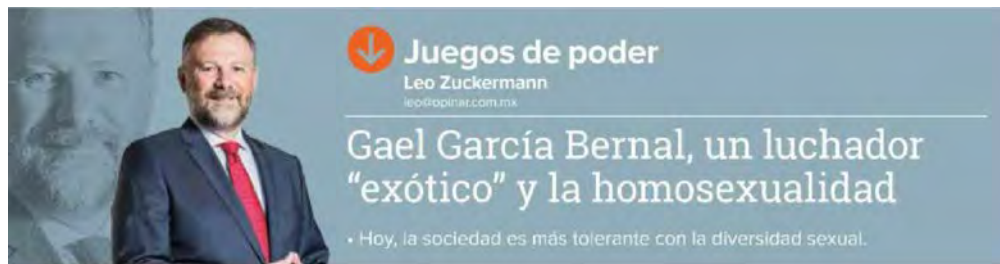 Juegos de poder
Leo Zuckermann
leo@opinar.com.mx
Gael García Bernal, un luchador
“exótico” y la homosexualidad
• Hoy, la sociedad es más tolerante con la diversidad sexual.